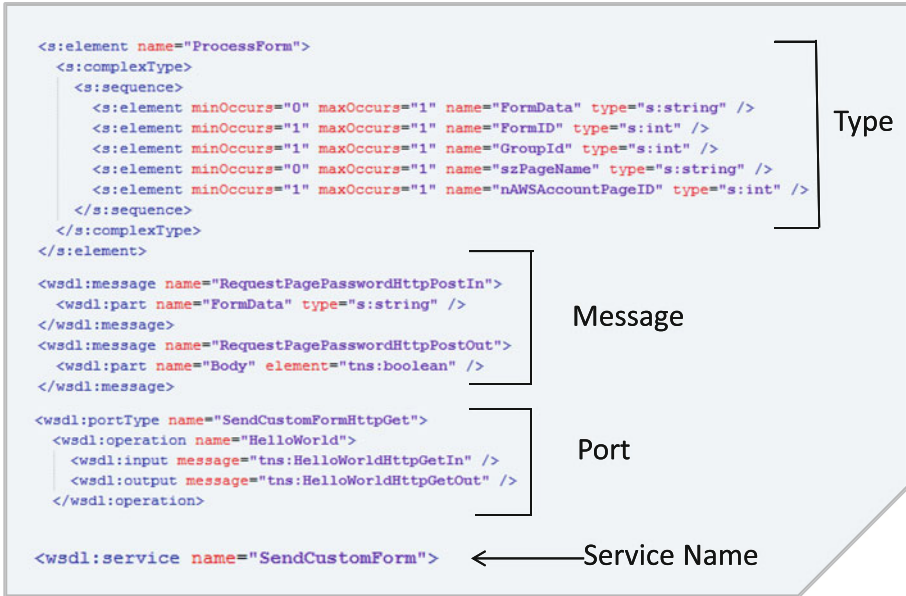 <s:element name="ProcessForm">
<s:complexType>
<s:sequence>
<s:element minOccurs="0" maxOccurs="1" name="FormData" type="s:string" />
<s:element minOccurs="1" maxOccurs="1" name="FormID" type="s:int" />
<s:element minOccurs="1" maxOccurs="1" name="GroupId" type="s:int" />
<s:element minOccurs="0" maxOccurs="1" name="szPageName" type="s:string" />
<s:element minOccurs="1" maxOccurs="1" name="nAWSAccountPageID" type="s:int" />
</s:sequence>
</s:complexType>
</s:element>
Type
<wsdl:message name="RequestPagePasswordHttpPostIn">
<wsdl:part name="FormData" type="s:string" />
</wsdl:message>
<wsdl:message name="RequestPagePasswordHttpPostOut">
<wsdl:part name="Body" element="tns:boolean" />
</wsdl:message>
Message
<wsdl:portType name="SendCustomFormHttpGet">
<wsdl:operation name="HelloWorld">
<wsdl:input message="tns:HelloWorldHttpGetIn" />
<wsdl:output message="tns:HelloWorldHttpGetOut" />
</wsdl:operation>
Port
<wsdl:service name="SendCustomForm">
Service Name